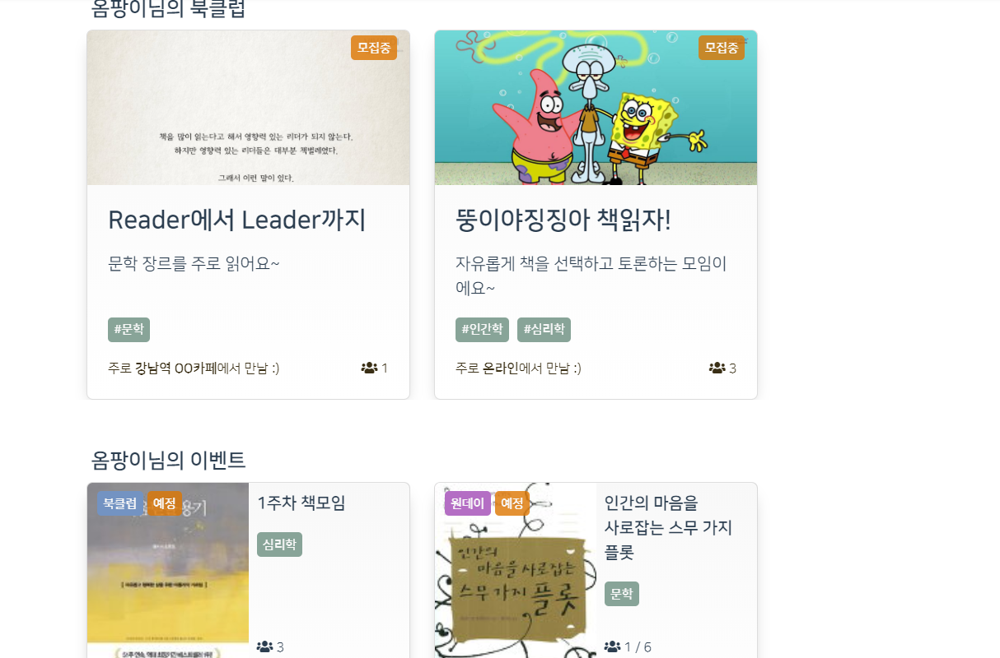 옴팡이님의 북클럽
모집중
책을 많이 읽는다고 해서 영향력 있는 리더가 되지 않는다.
하지만 영향력 있는 리더들은 대부분 책벌레였다.
그래서 이런 말이 있다.
Reader에서 Leader까지
문학 장르를 주로 읽어요~
#문학
주로 강남역 OO카페에서 만남 :)
1
모집중
뚱이야징징아 책읽자!
자유롭게 책을 선택하고 토론하는 모임이
에요~
#인간학 #심리학
주로 온라인에서 만남 :)
3
옴팡이님의 이벤트
북클럽 예정
용기
1주차 책모임
심리학
3
원데이 예정
인간의
마음을 사로잡는
스무 가지 플롯
인간의 마음을
사로잡는 스무 가지
플롯
문학
1 / 6